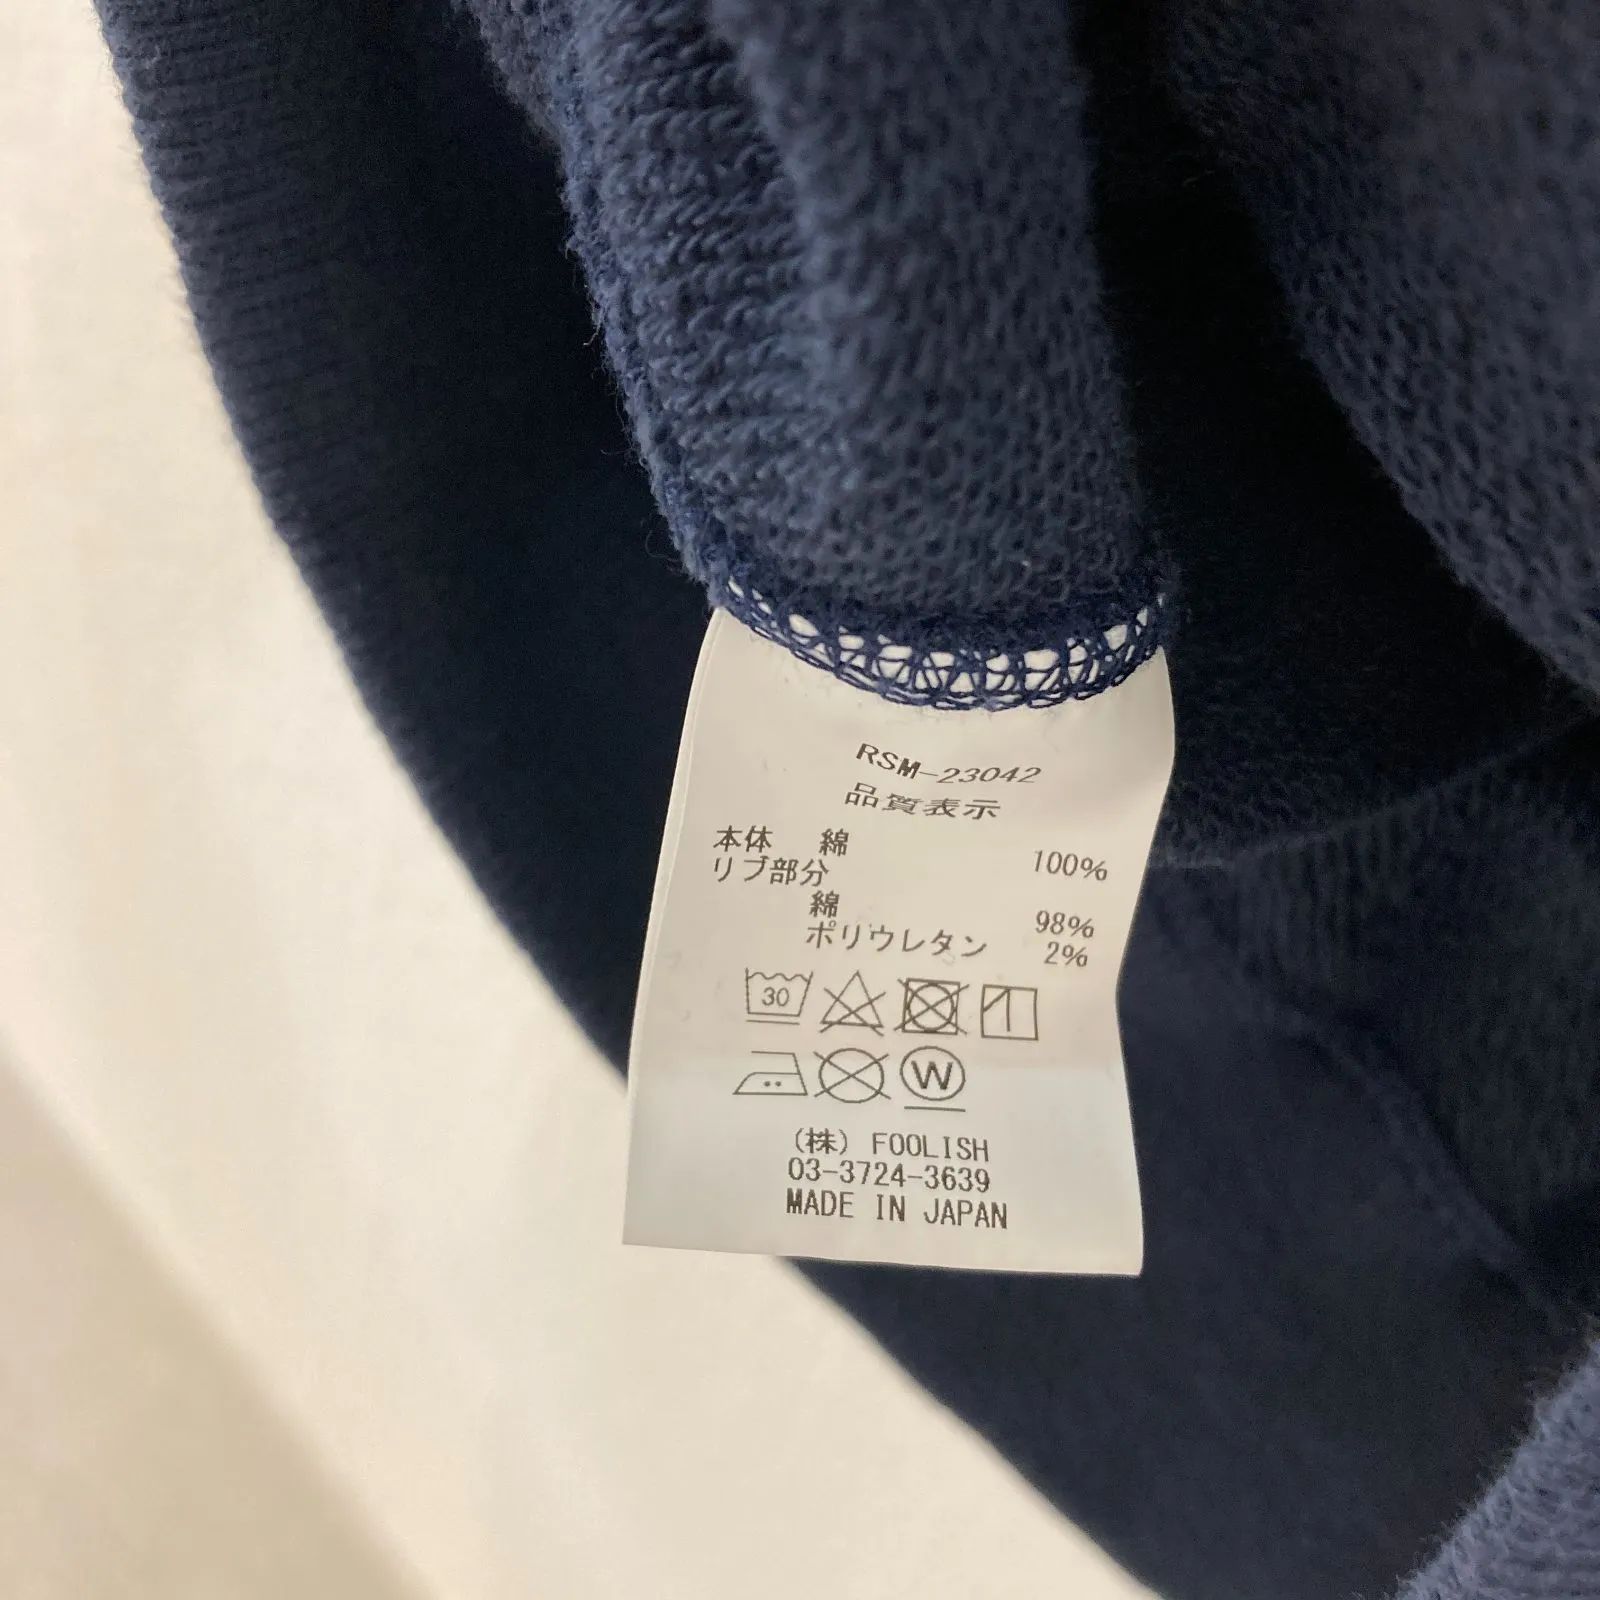 RSM-23042
品質表示
本体 綿 100%
リブ部分
綿 98%
ポリウレタン 2%
30
W
(株) FOOLISH
03-3724-3639
MADE IN JAPAN